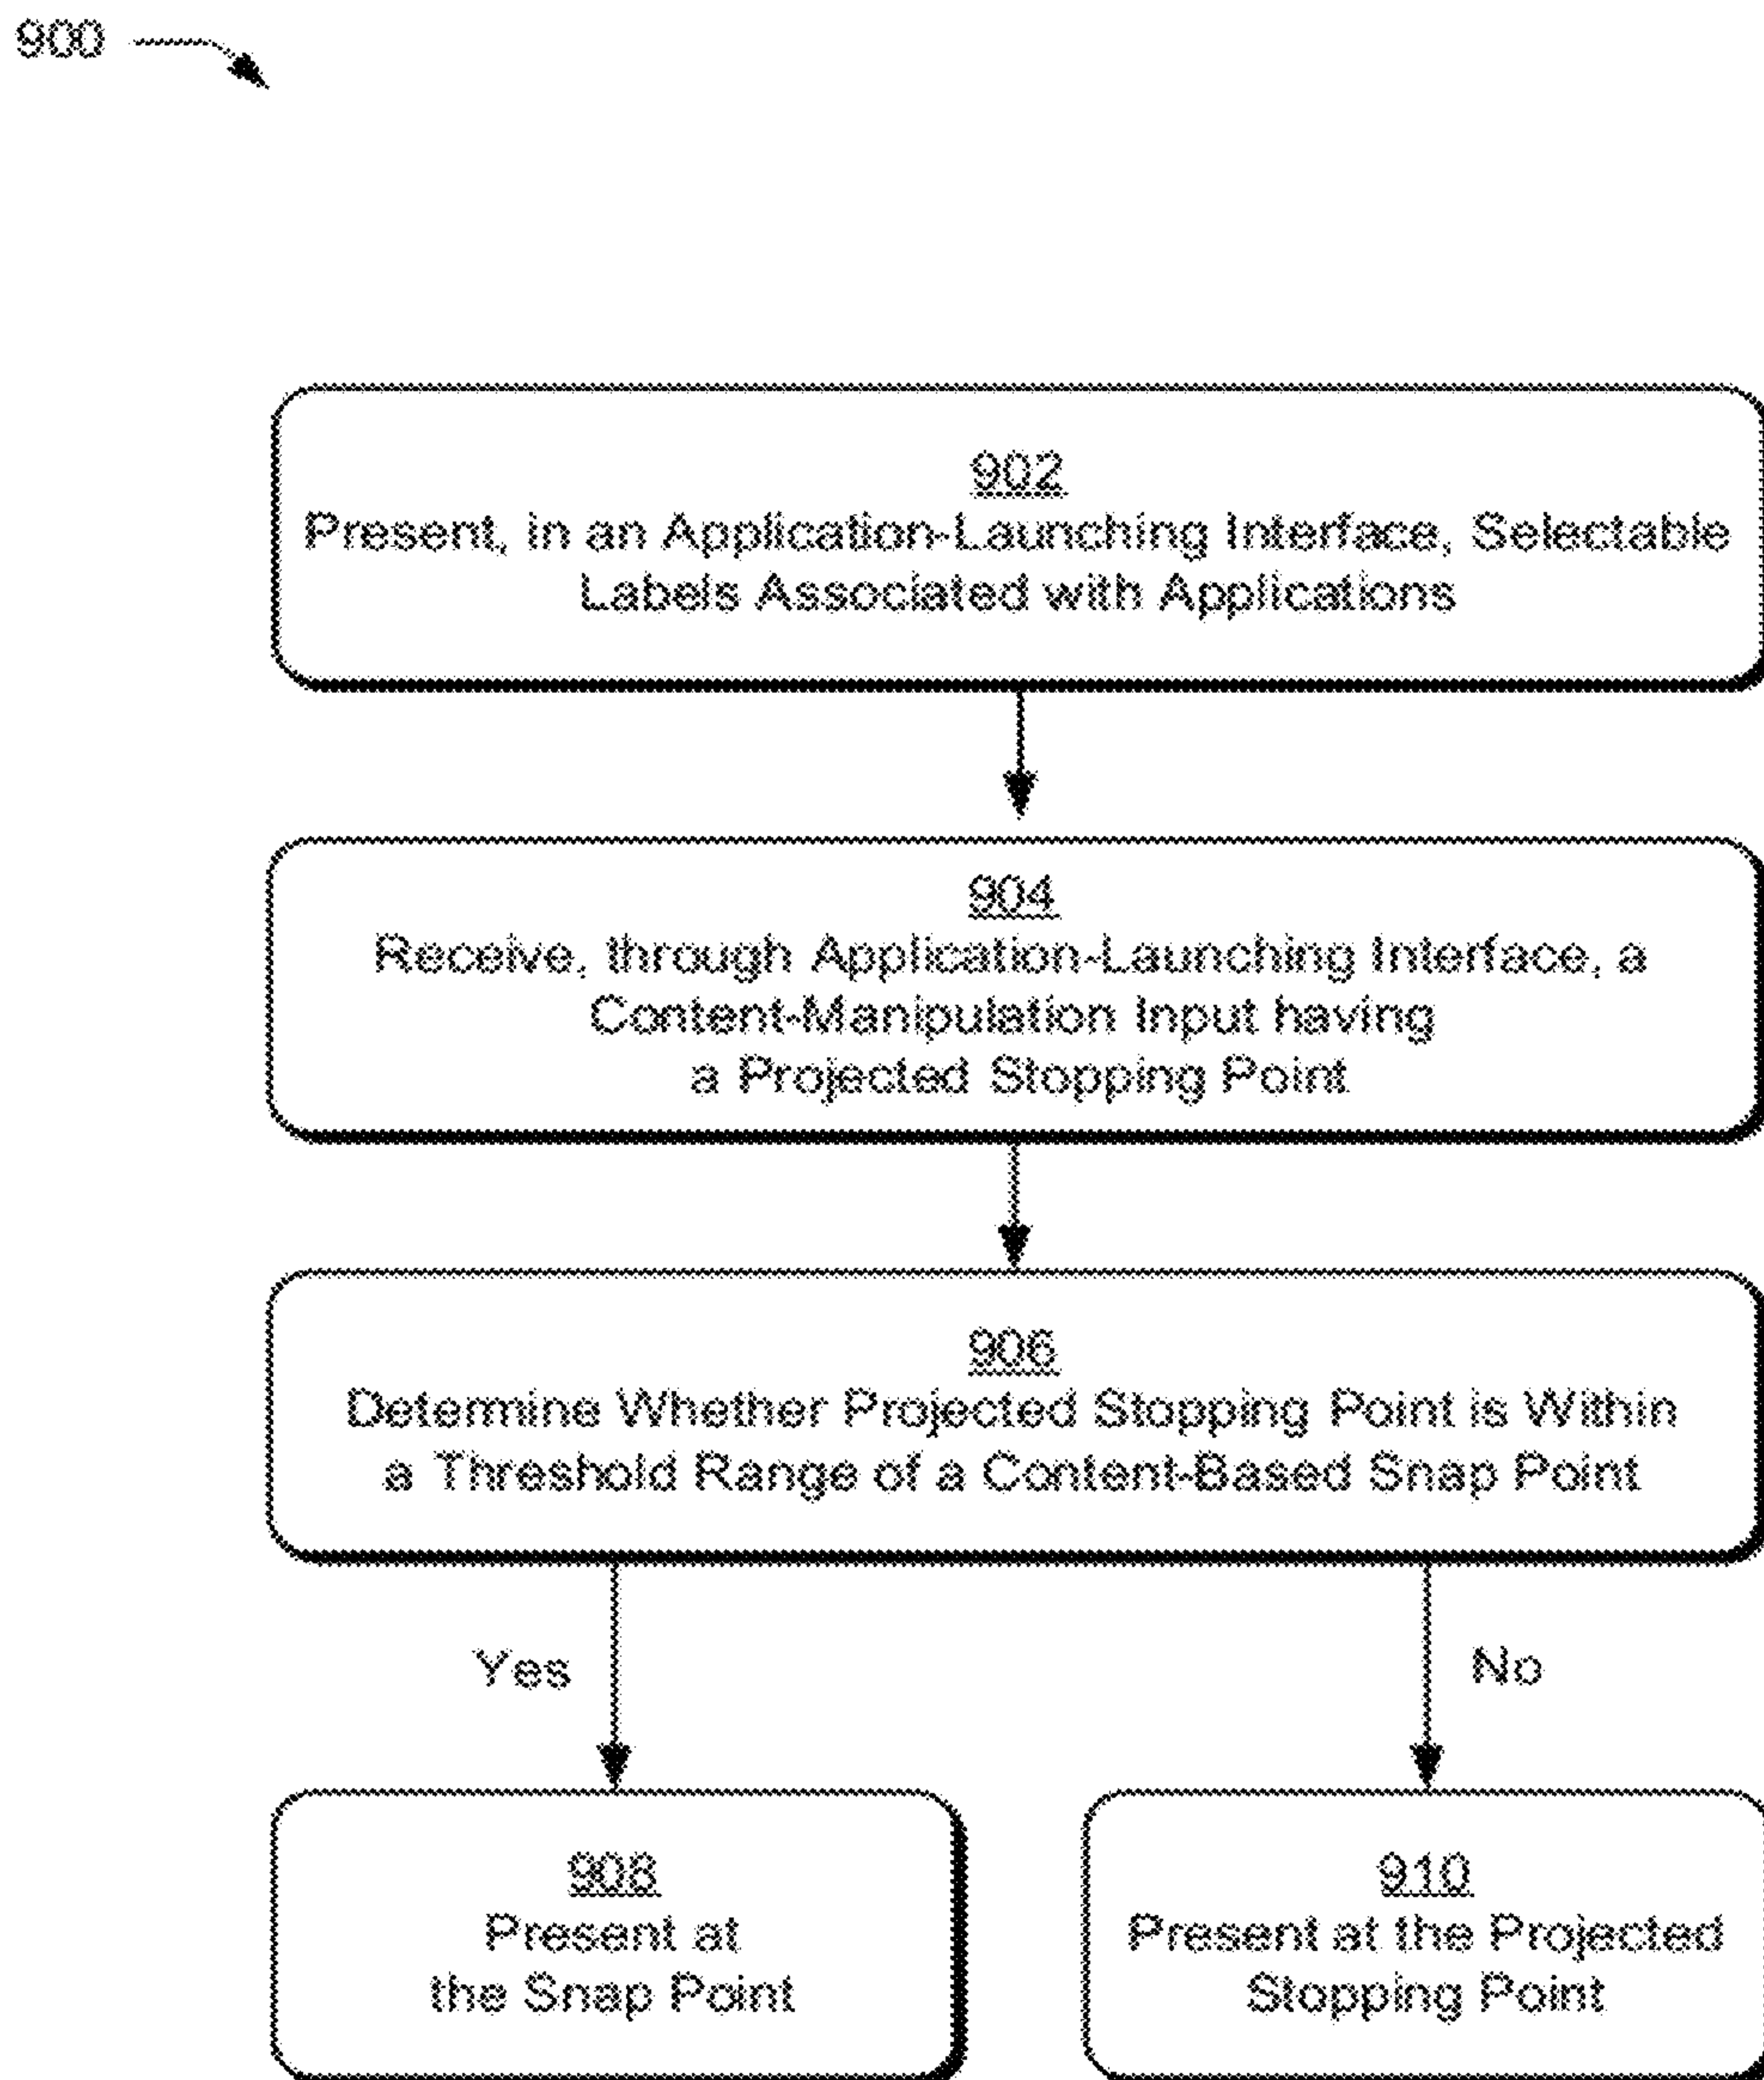 900
902
Present, in an Application-Launching Interface, Selectable
Labels Associated with Applications
904
Receive, through Application-Launching Interface, a
Content-Manipulation Input having
a Projected Stopping Point
906
Determine Whether Projected Stopping Point is Within
a Threshold Range of a Content-Based Snap Point
Yes
No
908
Present at
the Snap Point
910
Present at the Projected
Stopping Point